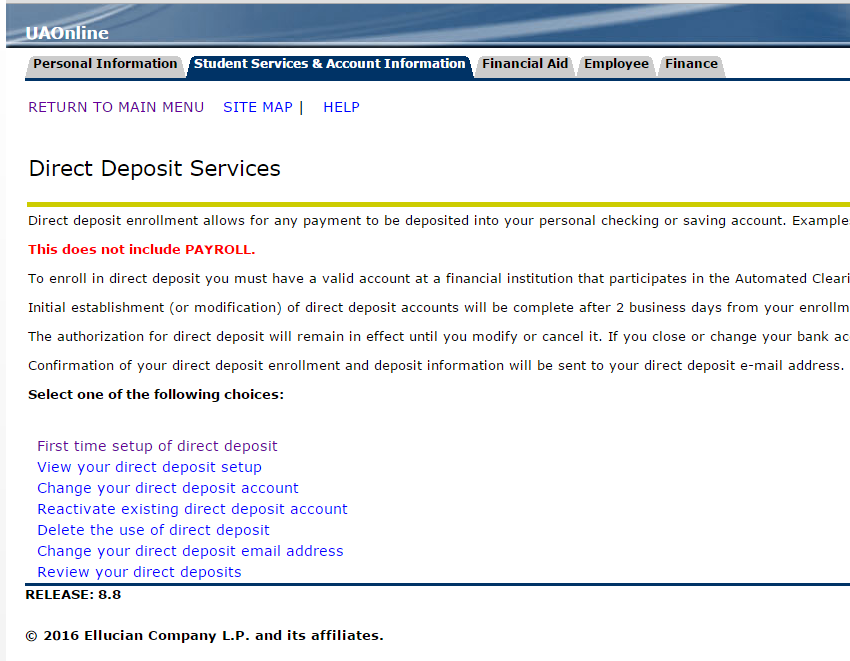 UAOnline
Personal Information Student Services & Account Information Financial Aid Employee Finance
RETURN TO MAIN MENU SITE MAP | HELP
Direct Deposit Services
Direct deposit enrollment allows for any payment to be deposited into your personal checking or saving account. Example
This does not include PAYROLL.
To enroll in direct deposit you must have a valid account at a financial institution that participates in the Automated Cleari
Initial establishment (or modification) of direct deposit accounts will be complete after 2 business days from your enrollm
The authorization for direct deposit will remain in effect until you modify or cancel it. If you close or change your bank ac
Confirmation of your direct deposit enrollment and deposit information will be sent to your direct deposit e-mail address.
Select one of the following choices:
First time setup of direct deposit
View your direct deposit setup
Change your direct deposit account
Reactivate existing direct deposit account
Delete the use of direct deposit
Change your direct deposit email address
Review your direct deposits
RELEASE: 8.8
© 2016 Ellucian Company L.P. and its affiliates.